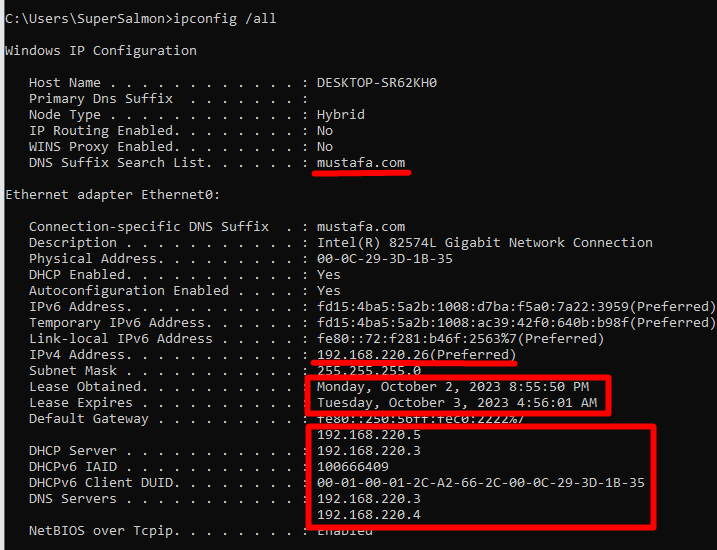 C:\Users\SuperSalmon>ipconfig /all
Windows IP Configuration
Host Name . . . . . . . . . . . . : DESKTOP-SR62KH0
Primary Dns Suffix . . . . . . . :
Node Type . . . . . . . . . . . . : Hybrid
IP Routing Enabled. . . . . . . . : No
WINS Proxy Enabled. . . . . . . . : No
DNS Suffix Search List. . . . . . : mustafa.com
Ethernet adapter Ethernet0:
Connection-specific DNS Suffix . : mustafa.com
Description . . . . . . . . . . . : Intel(R) 82574L Gigabit Network Connection
Physical Address. . . . . . . . . : 00-0C-29-3D-1B-35
DHCP Enabled. . . . . . . . . . . : Yes
Autoconfiguration Enabled . . . . : Yes
IPv6 Address. . . . . . . . . . . : fd15:4ba5:5a2b:1008:d7ba:f5a0:7a22:3959(Preferred)
Temporary IPv6 Address. . . . . . : fd15:4ba5:5a2b:1008:ac39:42f0:640b:b98f(Preferred)
Link-local IPv6 Address . . . . . : fe80::72:f281:b46f:2563%7(Preferred)
IPv4 Address. . . . . . . . . . . : 192.168.220.26(Preferred)
Subnet Mask . . . . . . . . . . . : 255.255.255.0
Lease Obtained. . . . . . . . . . : Monday, October 2, 2023 8:55:50 PM
Lease Expires . . . . . . . . . . : Tuesday, October 3, 2023 4:56:01 AM
Default Gateway . . . . . . . . . : fe80::250:56ff:fec0:2222%7
192.168.220.5
DHCP Server . . . . . . . . . . . : 192.168.220.3
DHCPv6 IAID . . . . . . . . . . . : 100666409
DHCPv6 Client DUID. . . . . . . . : 00-01-00-01-2C-A2-66-2C-00-0C-29-3D-1B-35
DNS Servers . . . . . . . . . . . : 192.168.220.3
192.168.220.4
NetBIOS over Tcpip. . . . . . . . : Enabled